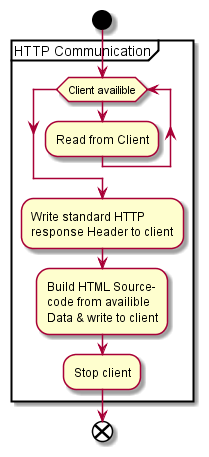 HTTP Communication
Client availible
Read from Client
Write standard HTTP
response Header to client
Build HTML Source-
code from availible
Data & write to client
Stop client